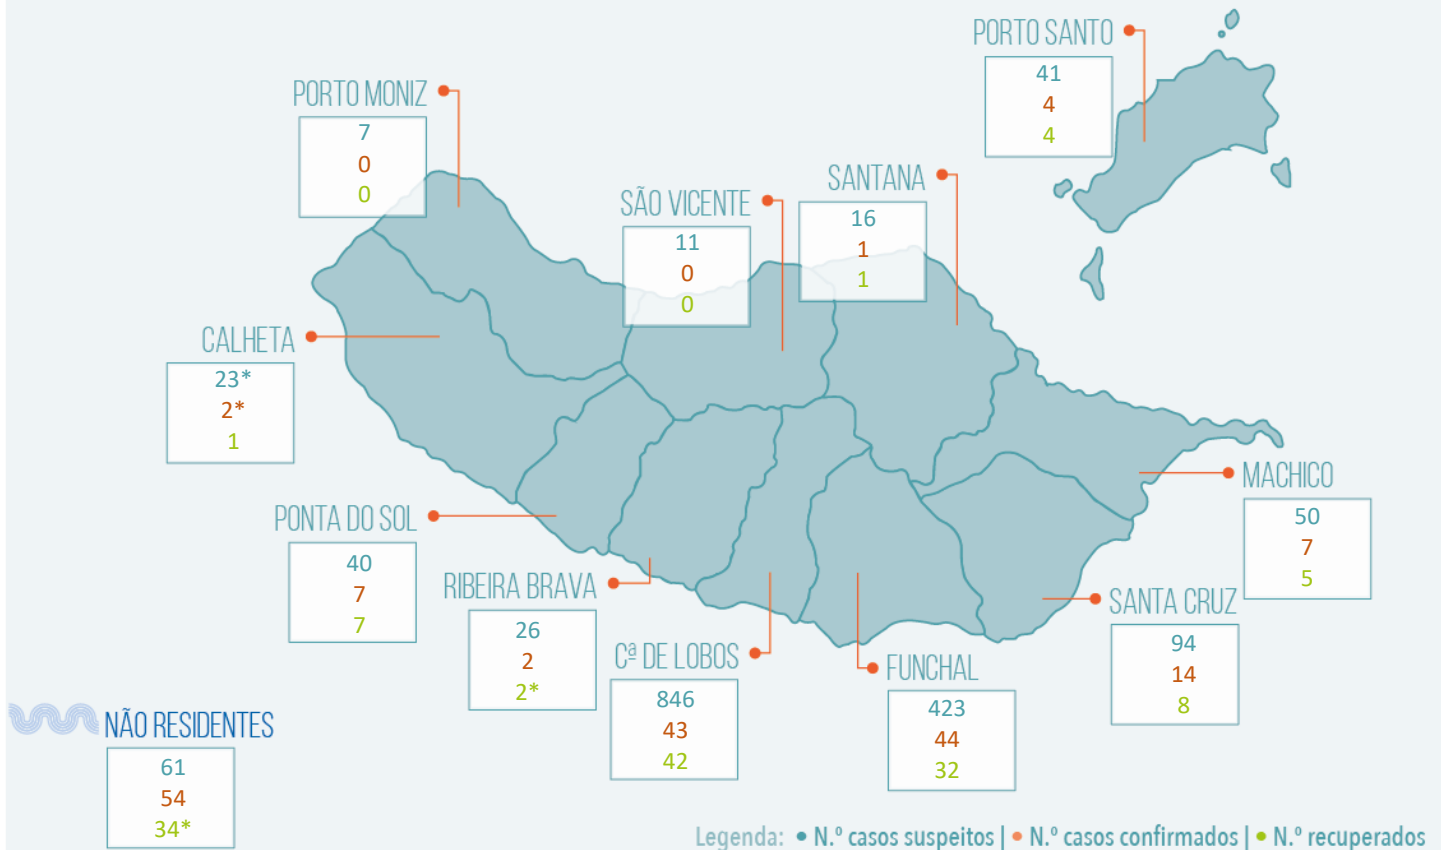 PORTO SANTO
41
4
4
PORTO MONIZ
7
0
0
SANTANA
16
1
1
SÃO VICENTE
11
0
0
CALHETA
23*
2*
1
MACHICO
50
7
5
PONTA DO SOL
40
7
7
RIBEIRA BRAVA
26
2
2*
SANTA CRUZ
94
14
8
Cª DE LOBOS
846
43
42
FUNCHAL
423
44
32
NÃO RESIDENTES
61
54
34*
Legenda: • N.º casos suspeitos | • N.º casos confirmados | • N.º recuperados